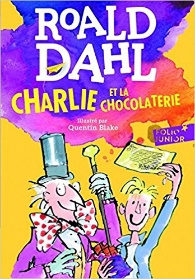 ROALD
DAHL
CHARLIE ET LA
CHOCOLATERIE
Illustré par
Quentin Blake
FOLIO
JUNIOR